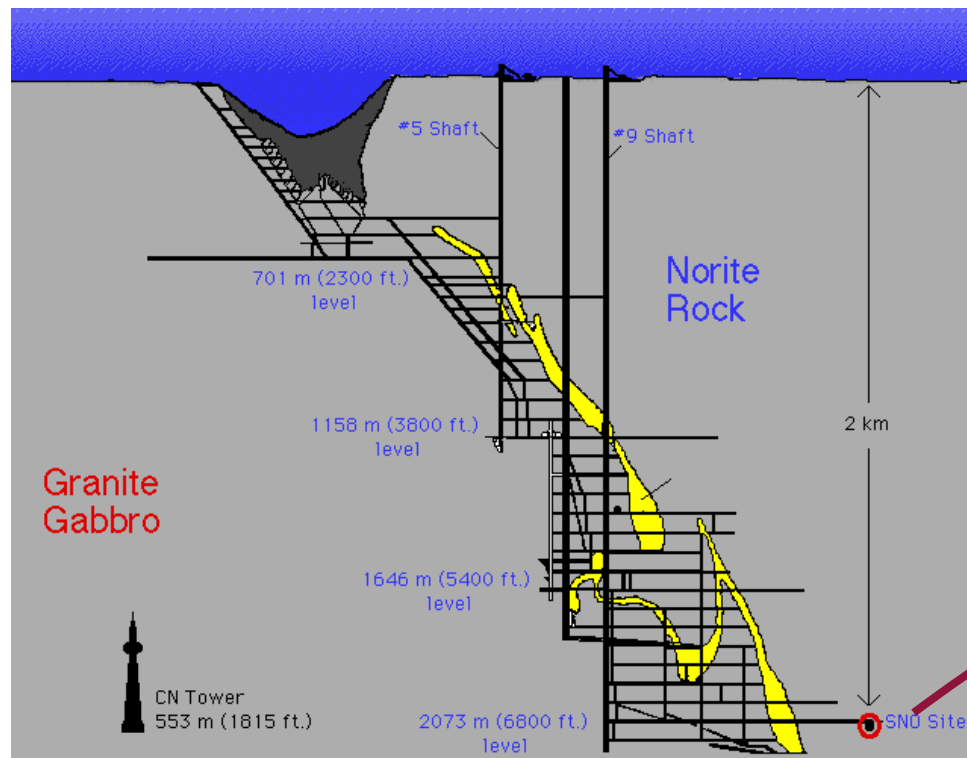 #5 Shaft
#9 Shaft
701 m (2300 ft.)
level
Norite
Rock
1158 m (3800 ft.)
level
2 km
Granite
Gabbro
1646 m (5400 ft.)
level
CN Tower
553 m (1815 ft.)
2073 m (6800 ft.)
level
SNO Site